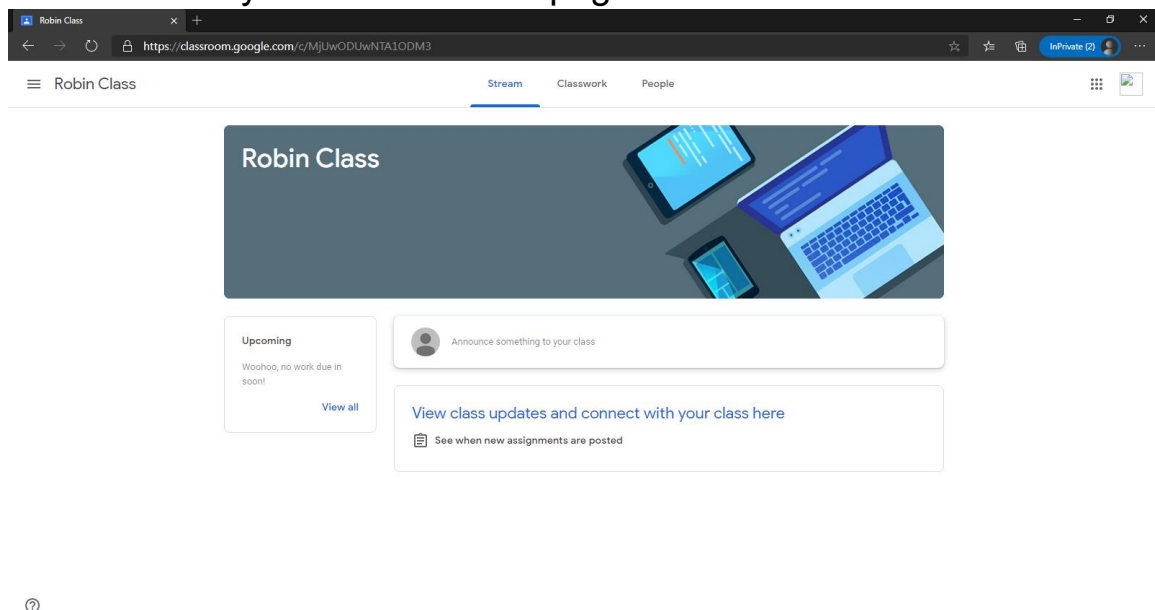 Robin Class
https://classroom.google.com/c/MjUwODUwNTA1ODM3
InPrivate (2)
Robin Class
Stream Classwork People
Robin Class
Upcoming
Woohoo, no work due in
soon!
View all
Announce something to your class
View class updates and connect with your class here
See when new assignments are posted